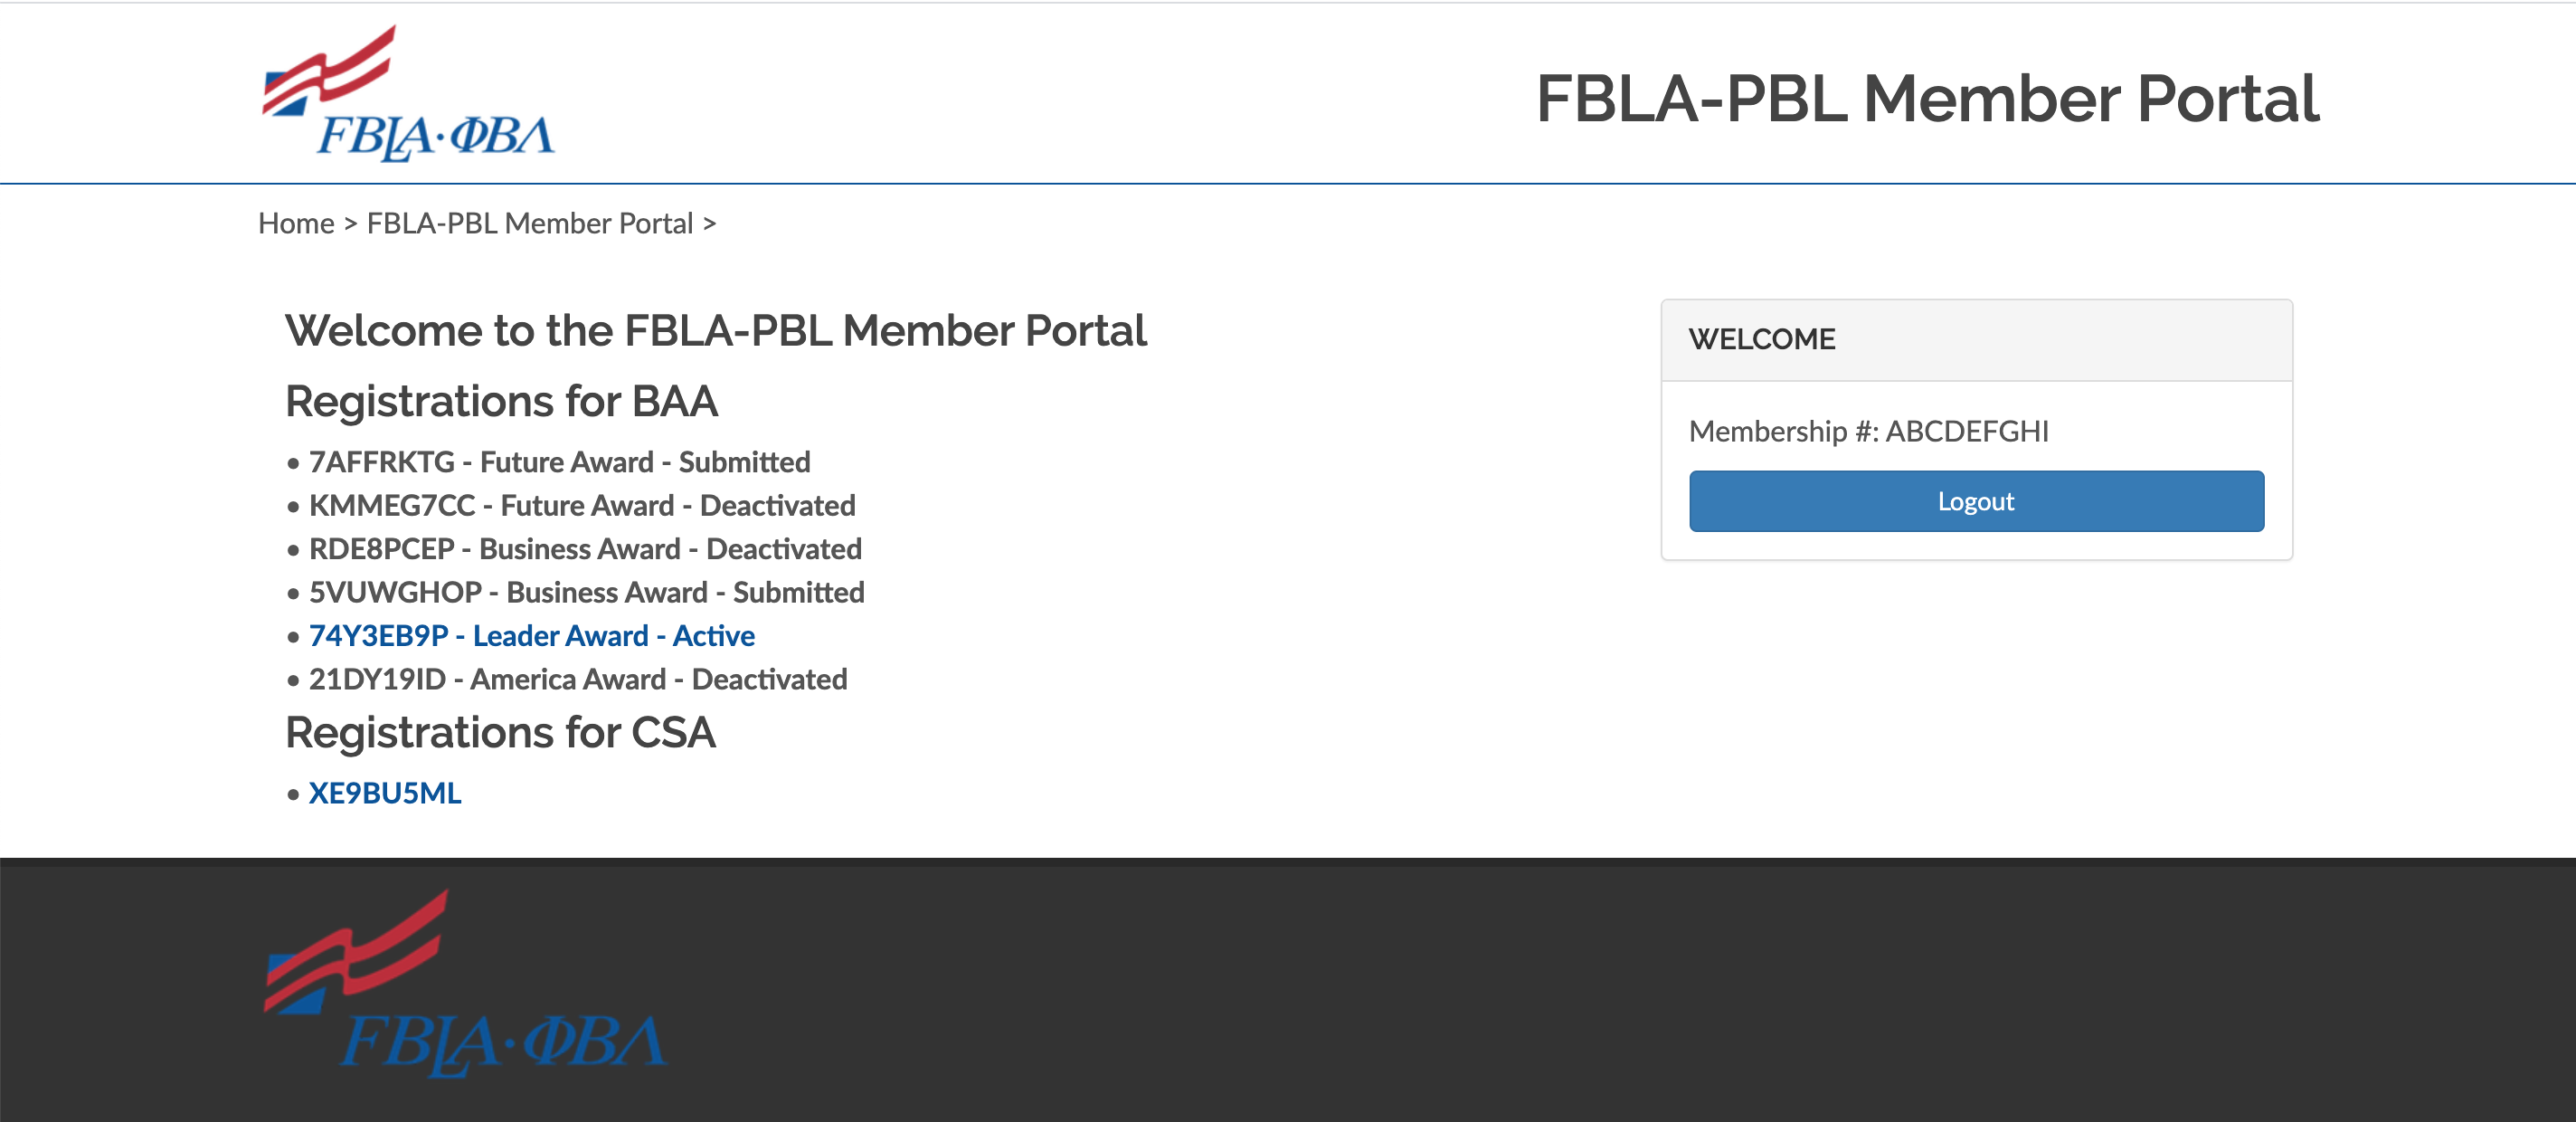 FBLA·ΦBΛ
FBLA-PBL Member Portal
Home > FBLA-PBL Member Portal >
Welcome to the FBLA-PBL Member Portal
Registrations for BAA
• 7AFFRKTG - Future Award - Submitted
• KMMEG7CC - Future Award - Deactivated
• RDE8PCEP - Business Award - Deactivated
• 5VUWGHOP - Business Award - Submitted
• 74Y3EB9P - Leader Award - Active
• 21DY19ID - America Award - Deactivated
Registrations for CSA
• XE9BU5ML
WELCOME
Membership #: ABCDEFGHI
Logout
FBLA·ΦBΛ